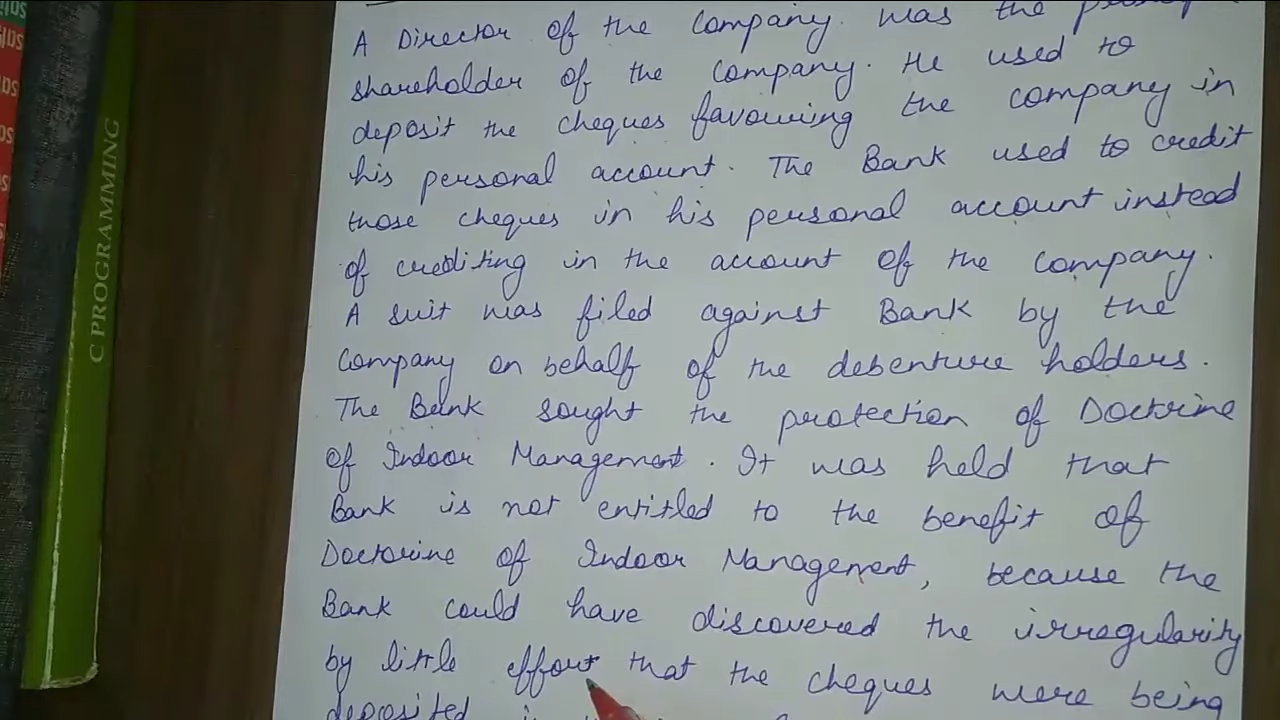 A Director of the Company. was the
shareholder of the Company. He used to
deposit the cheques favouring the company in
his personal account. The Bank used to credit
those cheques in his personal account instead
of crediting in the account of the company.
A suit was filed against Bank by the
Company on behalf of the debenture holders.
The Bank sought the protection of Doctrine
of Indoor Management. It was held that
Bank is not entitled to the benefit of
Doctrine of Indoor Management, because the
Bank could have discovered the irregularity
by little effort that the cheques were being
deposited
C PROGRAMMING